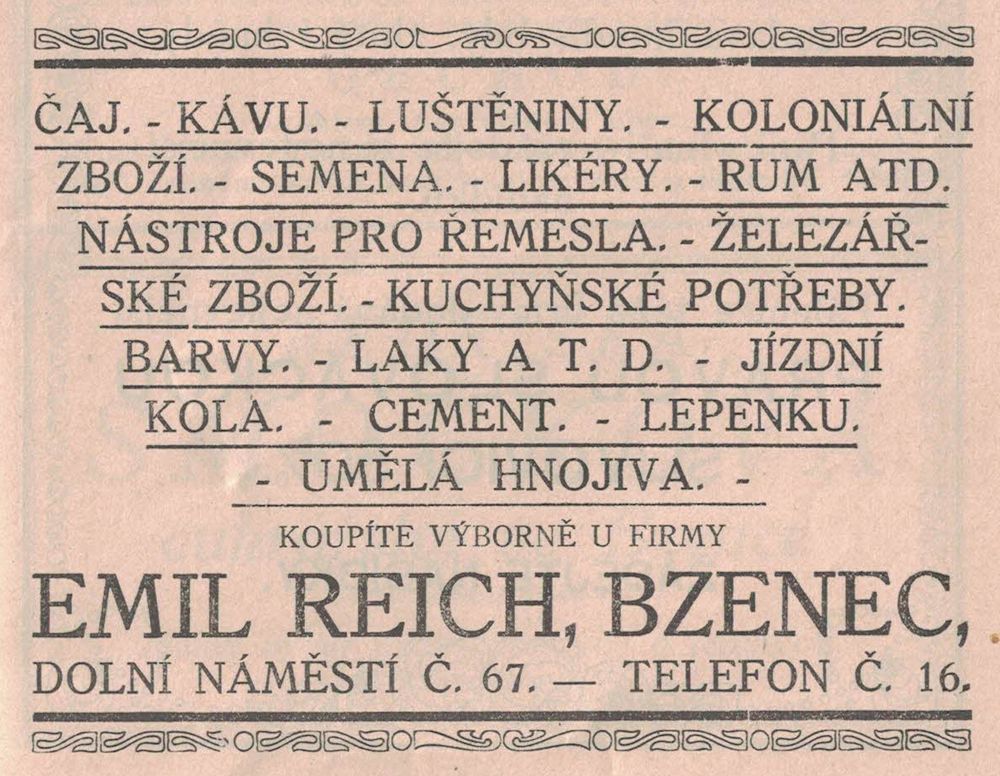 ČAJ. - KÁVU. - LUŠTĚNINY. - KOLONIÁLNÍ
ZBOŽÍ. - SEMENA. - LIKÉRY. - RUM ATD.
NÁSTROJE PRO ŘEMESLA. - ŽELEZÁŘ-
SKÉ ZBOŽÍ. - KUCHYŇSKÉ POTŘEBY.
BARVY. - LAKY A T. D. - JÍZDNÍ
KOLA. - CEMENT. - LEPENKU.
- UMĚLÁ HNOJIVA. -
KOUPÍTE VÝBORNĚ U FIRMY
EMIL REICH, BZENEC,
DOLNÍ NÁMĚSTÍ Č. 67. — TELEFON Č. 16.